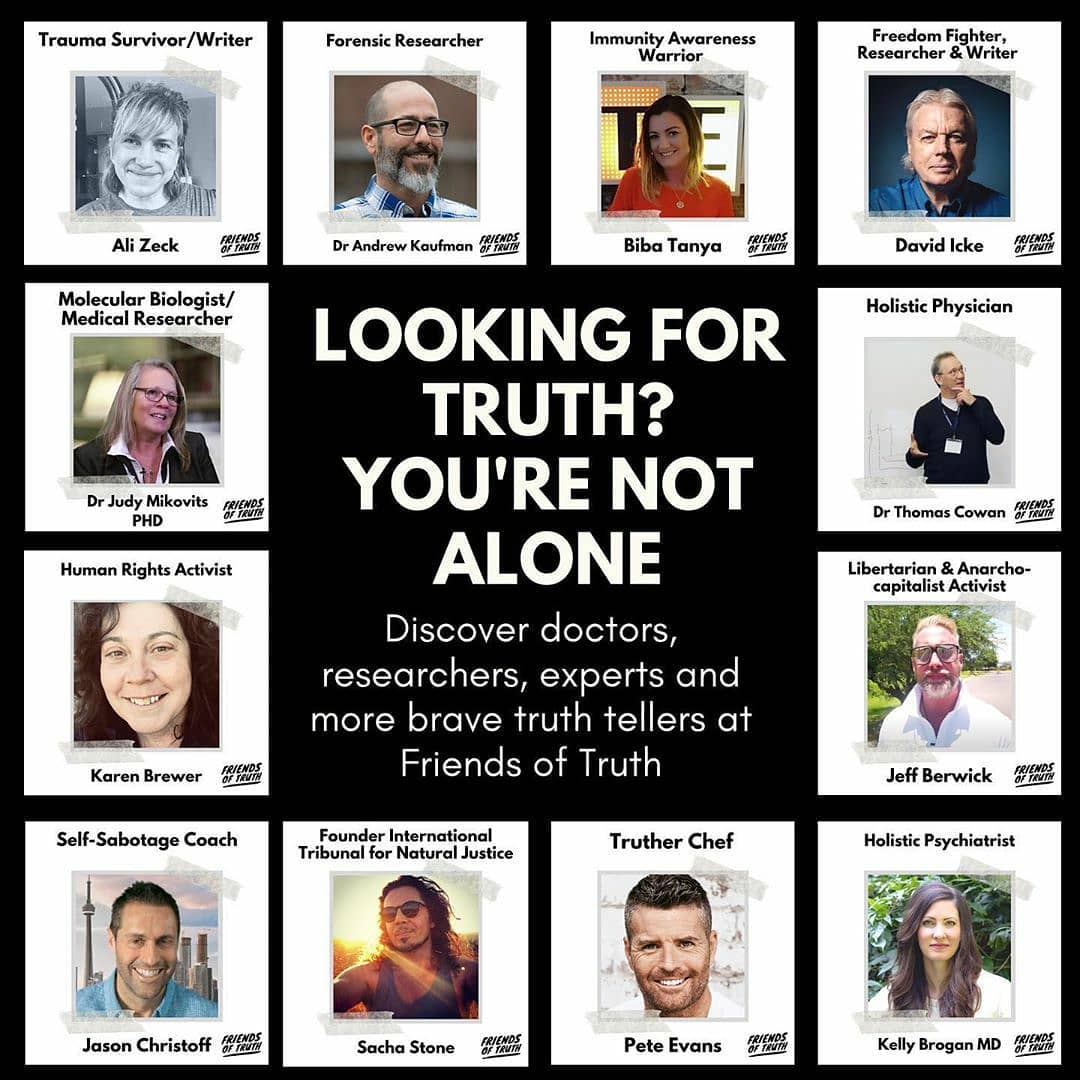 Trauma Survivor/Writer
Ali Zeck
FRIENDS
OF TRUTH
Forensic Researcher
Dr Andrew Kaufman
FRIENDS
OF TRUTH
Immunity Awareness
Warrior
Biba Tanya
FRIENDS
OF TRUTH
Freedom Fighter,
Researcher & Writer
David Icke
FRIENDS
OF TRUTH
Molecular Biologist/
Medical Researcher
Dr Judy Mikovits
PHD
FRIENDS
OF TRUTH
LOOKING FOR
TRUTH?
YOU'RE NOT
ALONE
Discover doctors,
researchers, experts and
more brave truth tellers at
Friends of Truth
Holistic Physician
Dr Thomas Cowan
FRIENDS
OF TRUTH
Human Rights Activist
Karen Brewer
FRIENDS
OF TRUTH
Libertarian & Anarcho-
capitalist Activist
Jeff Berwick
FRIENDS
OF TRUTH
Self-Sabotage Coach
Jason Christoff
FRIENDS
OF TRUTH
Founder International
Tribunal for Natural Justice
Sacha Stone
FRIENDS
OF TRUTH
Truther Chef
Pete Evans
FRIENDS
OF TRUTH
Holistic Psychiatrist
Kelly Brogan MD
FRIENDS
OF TRUTH